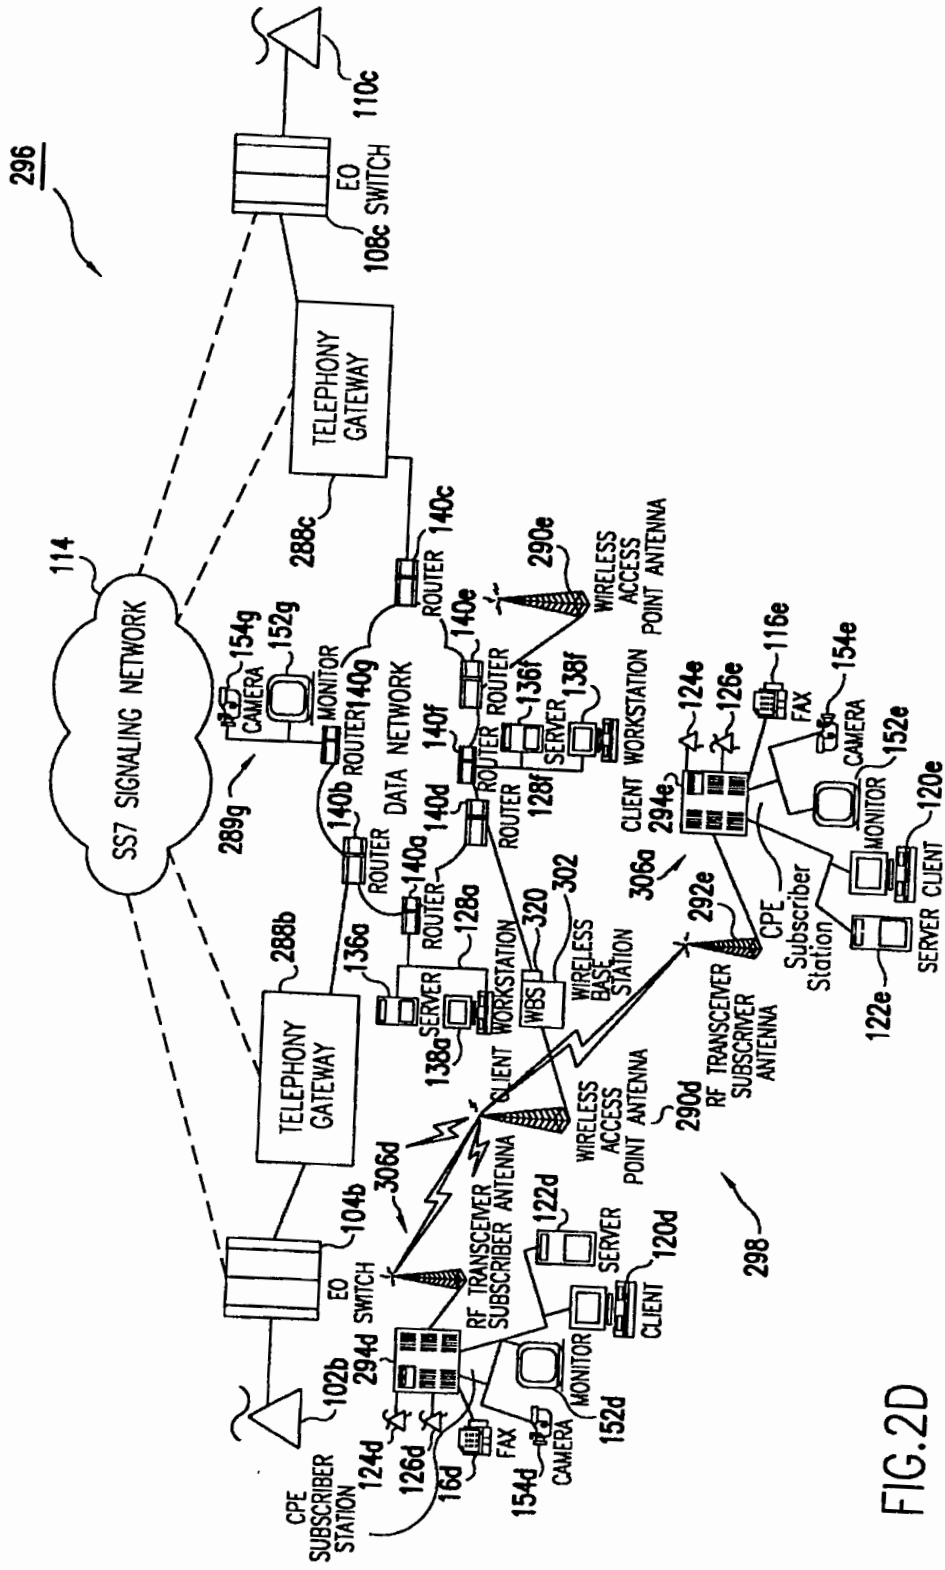 296
114
SS7 SIGNALING NETWORK
102b
EO
SWITCH
104b
TELEPHONY
GATEWAY
288b
289g
154g
CAMERA
152g
MONITOR
ROUTER
140g
TELEPHONY
GATEWAY
288c
EO
SWITCH
108c
110c
140b
ROUTER
DATA NETWORK
ROUTER
140c
140a
ROUTER
136a
SERVER
128a
138a
CLIENT WORKSTATION
140d
ROUTER
140f
ROUTER
140e
ROUTER
136f
SERVER
128f
138f
CLIENT WORKSTATION
290e
WIRELESS
ACCESS
POINT ANTENNA
320
302
WBS
WIRELESS
BASE
STATION
306d
WIRELESS
ACCESS
POINT ANTENNA
290d
RF TRANSCEIVER
SUBSCRIBER ANTENNA
CPE
SUBSCRIBER
STATION
294d
124d
126d
16d
FAX
154d
CAMERA
MONITOR
152d
122d
SERVER
120d
CLIENT
298
306a
292e
RF TRANSCEIVER
SUBSCRIVER
ANTENNA
294e
124e
126e
116e
FAX
154e
CAMERA
152e
MONITOR
CPE
Subscriber
Station
122e
SERVER
120e
CLIENT
FIG.2D